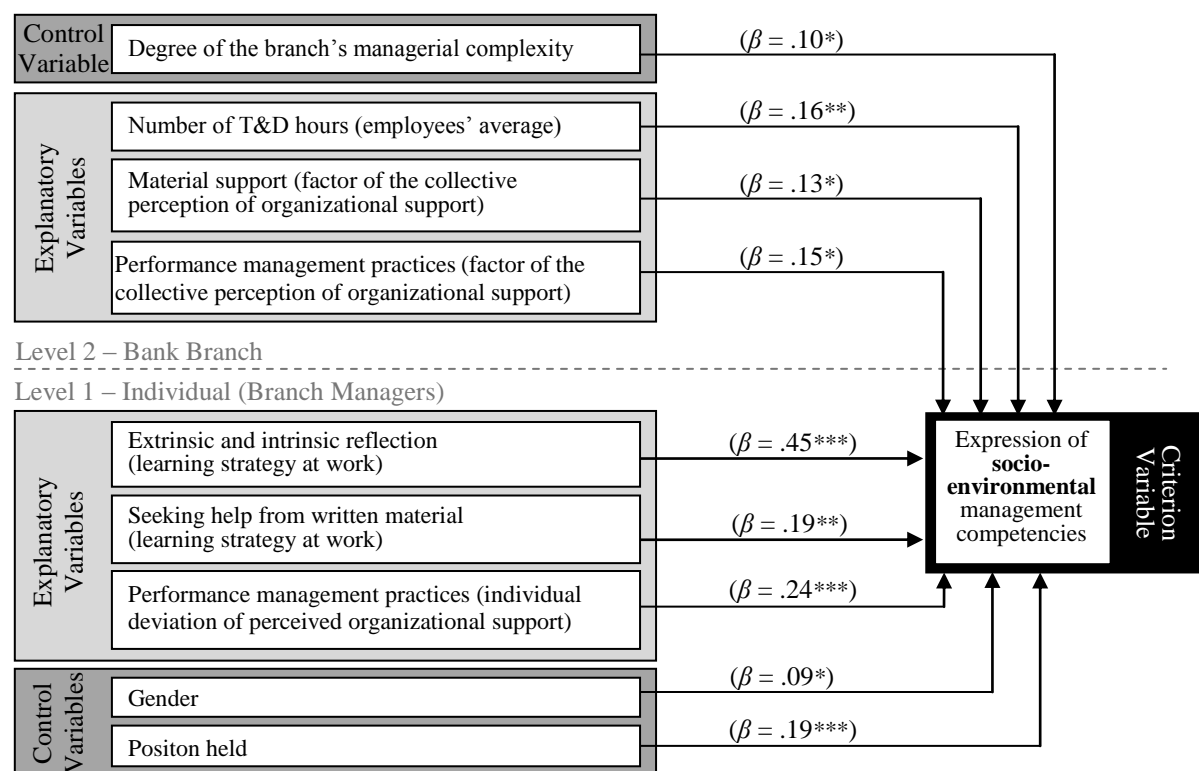 Control
Variable
Degree of the branch's managerial complexity
(β = .10*)
Explanatory
Variables
Number of T&D hours (employees' average)
(β = .16**)
Material support (factor of the collective
perception of organizational support)
(β = .13*)
Performance management practices (factor of the
collective perception of organizational support)
(β = .15*)
Level 2 – Bank Branch
Level 1 – Individual (Branch Managers)
Explanatory
Variables
Extrinsic and intrinsic reflection
(learning strategy at work)
(β = .45***)
Seeking help from written material
(learning strategy at work)
(β = .19**)
Performance management practices (individual
deviation of perceived organizational support)
(β = .24***)
Expression of
socio-
environmental
management
competencies
Criterion
Variable
Control
Variables
Gender
(β = .09*)
Positon held
(β = .19***)